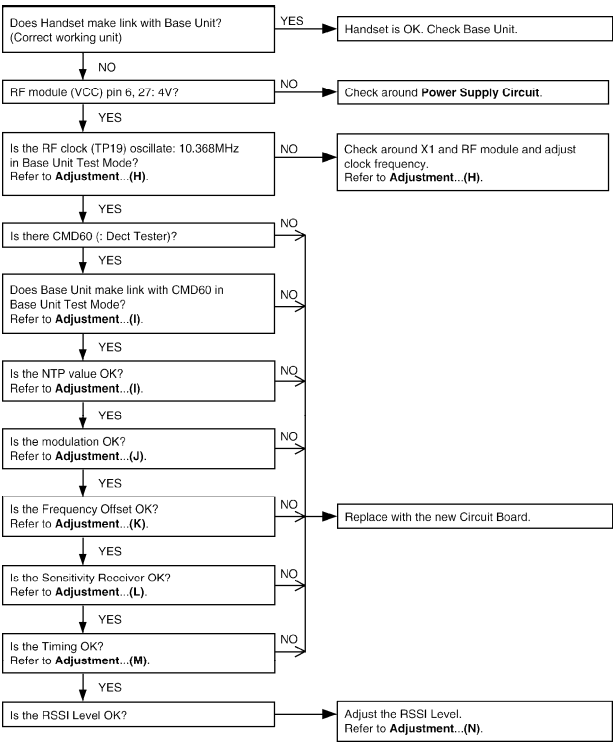 Does Handset make link with Base Unit?
(Correct working unit)
YES
Handset is OK. Check Base Unit.
NO
RF module (VCC) pin 6, 27: 4V?
NO
Check around Power Supply Circuit.
YES
Is the RF clock (TP19) oscillate: 10.368MHz
in Base Unit Test Mode?
Refer to Adjustment...(H).
NO
Check around X1 and RF module and adjust
clock frequency.
Refer to Adjustment...(H).
YES
Is there CMD60 (: Dect Tester)?
NO
YES
Does Base Unit make link with CMD60 in
Base Unit Test Mode?
Refer to Adjustment...(I).
NO
YES
Is the NTP value OK?
Refer to Adjustment...(I).
NO
YES
Is the modulation OK?
Refer to Adjustment...(J).
NO
YES
Is the Frequency Offset OK?
Refer to Adjustment...(K).
NO
Replace with the new Circuit Board.
YES
Is the Sensitivity Receiver OK?
Refer to Adjustment...(L).
NO
YES
Is the Timing OK?
Refer to Adjustment...(M).
NO
YES
Is the RSSI Level OK?
Adjust the RSSI Level.
Refer to Adjustment...(N).